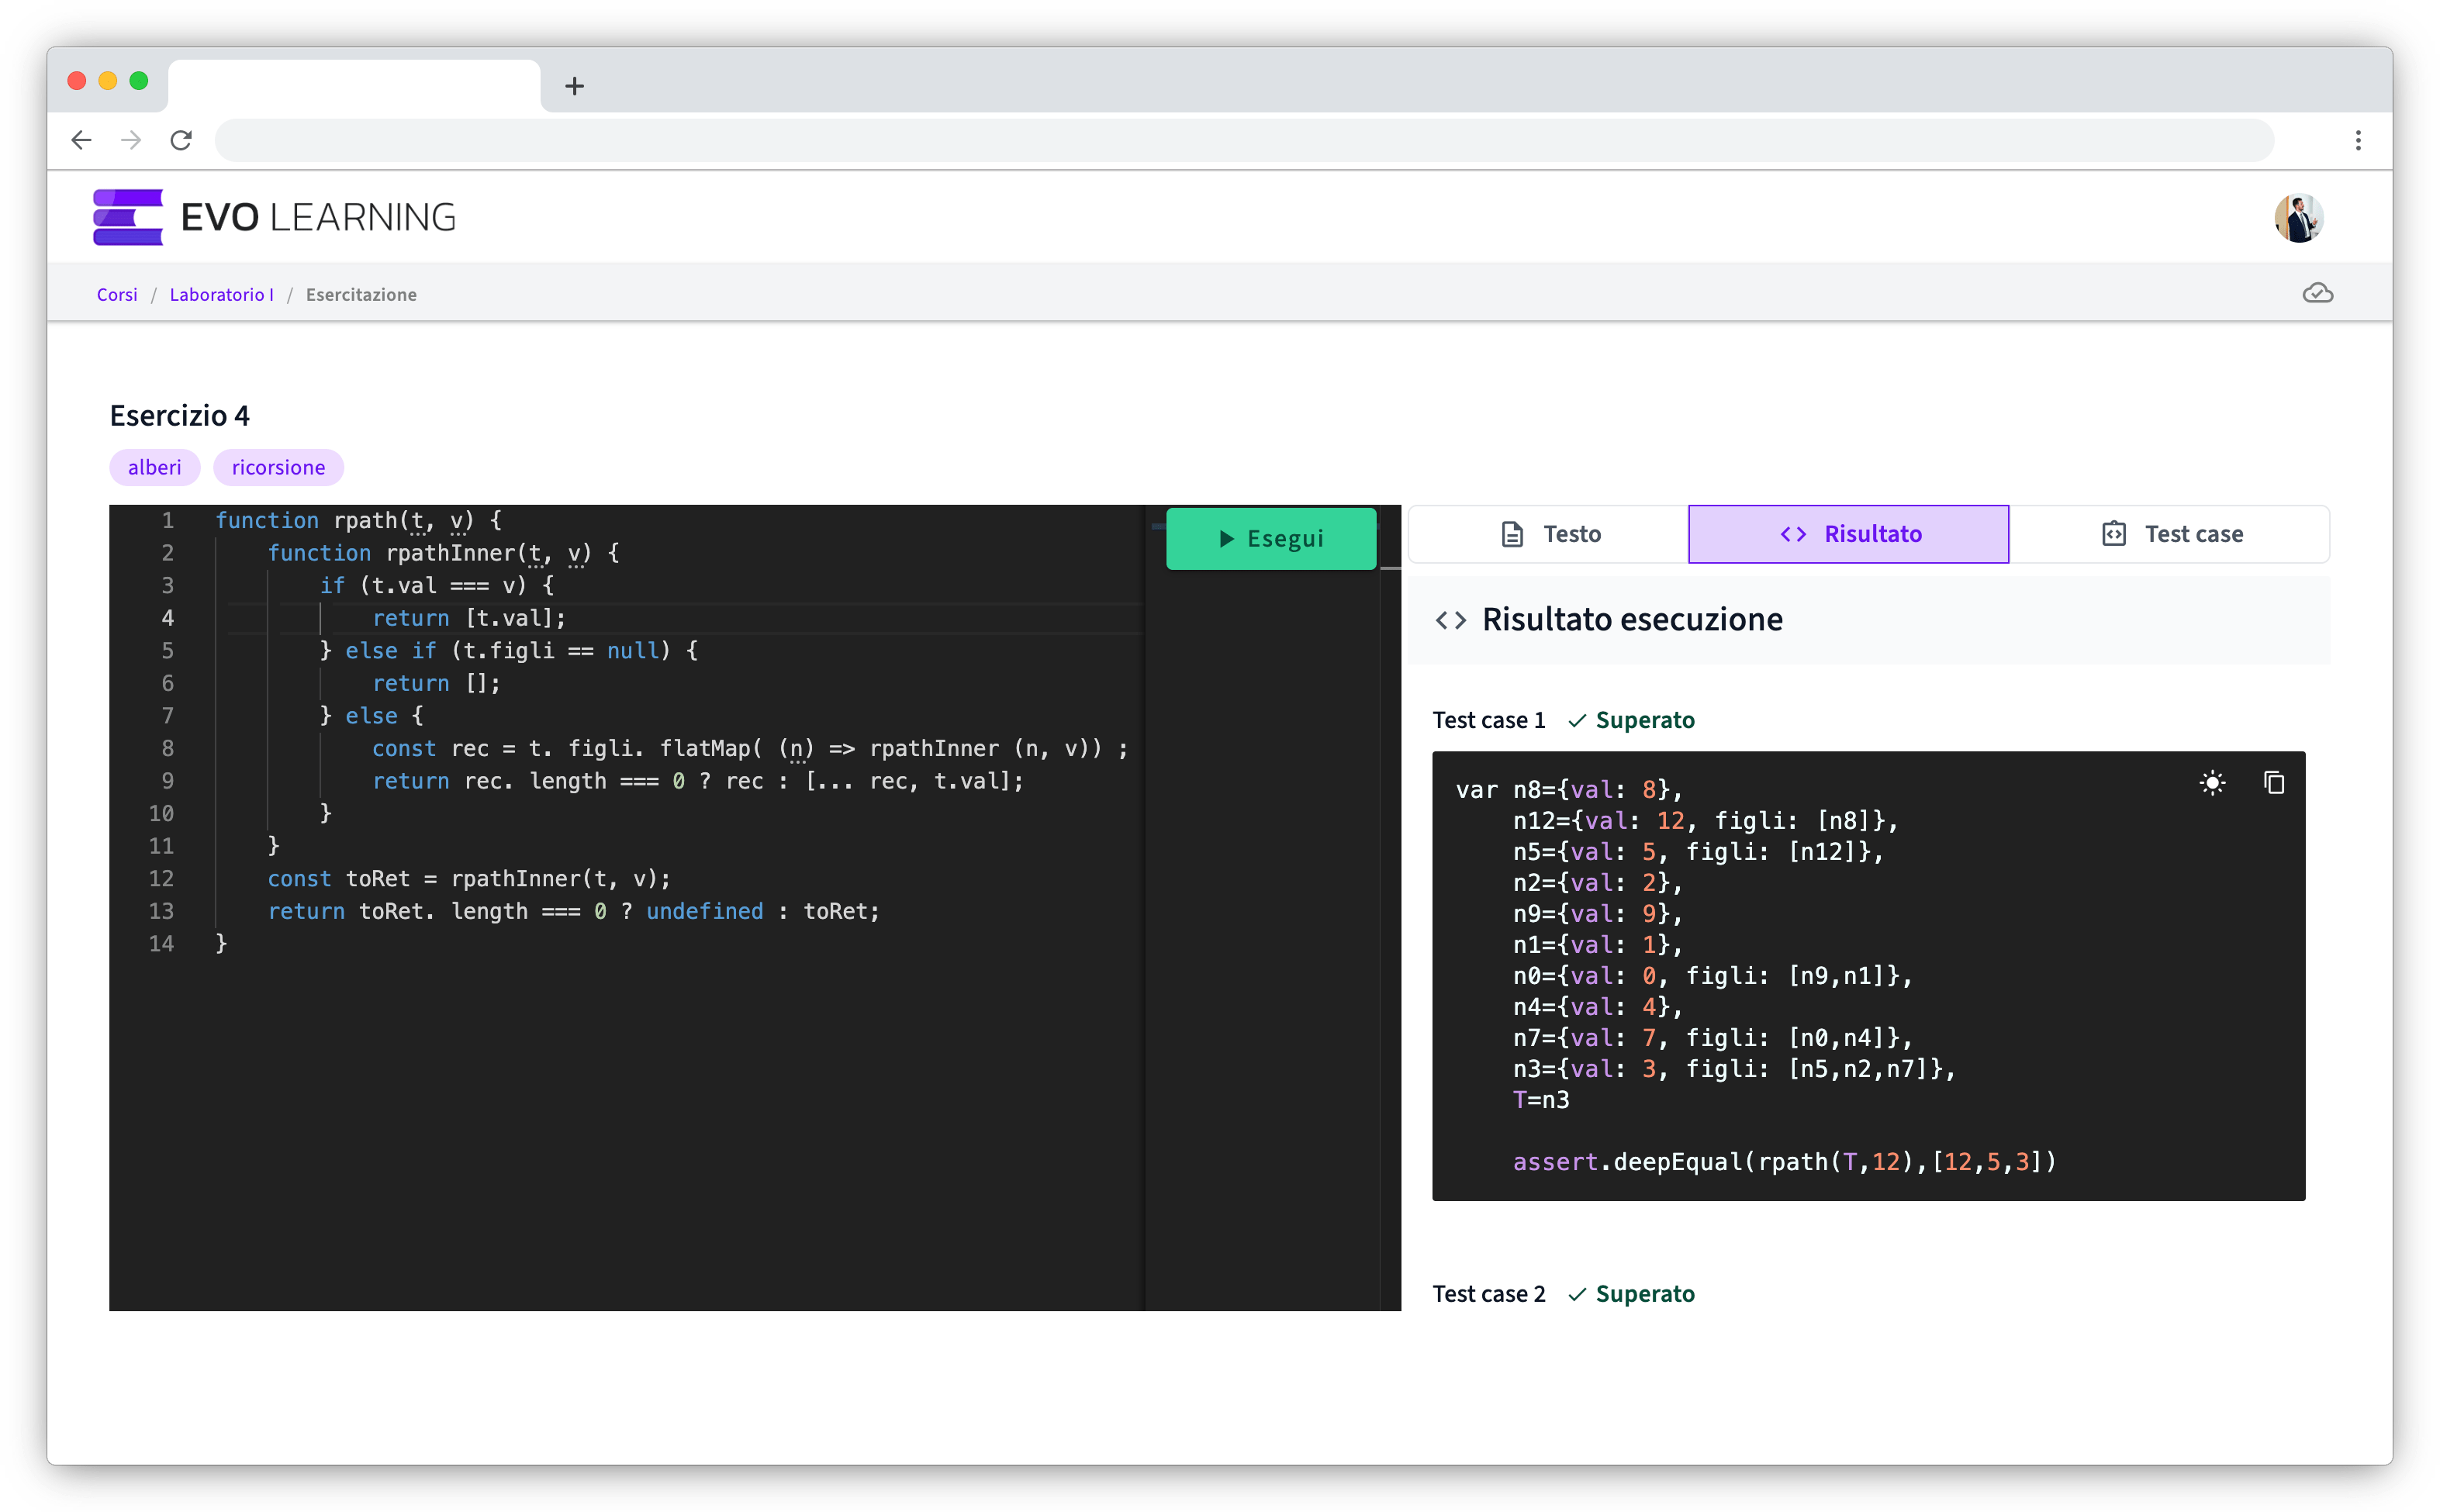 EVO LEARNING
Corsi / Laboratorio I / Esercitazione
Esercizio 4
alberi ricorsione
1 function rpath(t, v) {
2     function rpathInner(t, v) {
3         if (t.val === v) {
4             return [t.val];
5         } else if (t.figli == null) {
6             return [];
7         } else {
8             const rec = t. figli. flatMap( (n) => rpathInner (n, v)) ;
9             return rec. length === 0 ? rec : [... rec, t.val];
10         }
11     }
12     const toRet = rpathInner(t, v);
13     return toRet. length === 0 ? undefined : toRet;
14 }
Esegui
Testo
<> Risultato
Test case
<> Risultato esecuzione
Test case 1 ✓ Superato
var n8={val: 8},
    n12={val: 12, figli: [n8]},
    n5={val: 5, figli: [n12]},
    n2={val: 2},
    n9={val: 9},
    n1={val: 1},
    n0={val: 0, figli: [n9,n1]},
    n4={val: 4},
    n7={val: 7, figli: [n0,n4]},
    n3={val: 3, figli: [n5,n2,n7]},
    T=n3
    assert.deepEqual(rpath(T,12),[12,5,3])
Test case 2 ✓ Superato